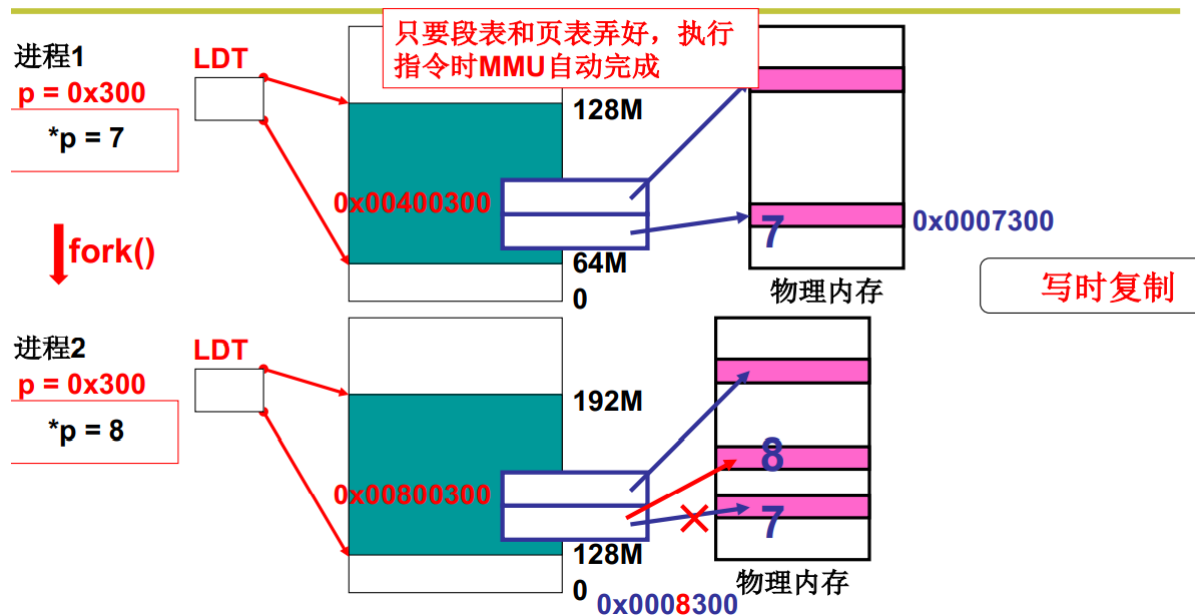 只要段表和页表弄好，执行
指令时MMU自动完成
进程1
p = 0x300
*p = 7
LDT
128M
0x00400300
64M
0
7
0x0007300
物理内存
fork()
写时复制
进程2
p = 0x300
*p = 8
LDT
192M
0x00800300
128M
0
8
7
物理内存
0x0008300